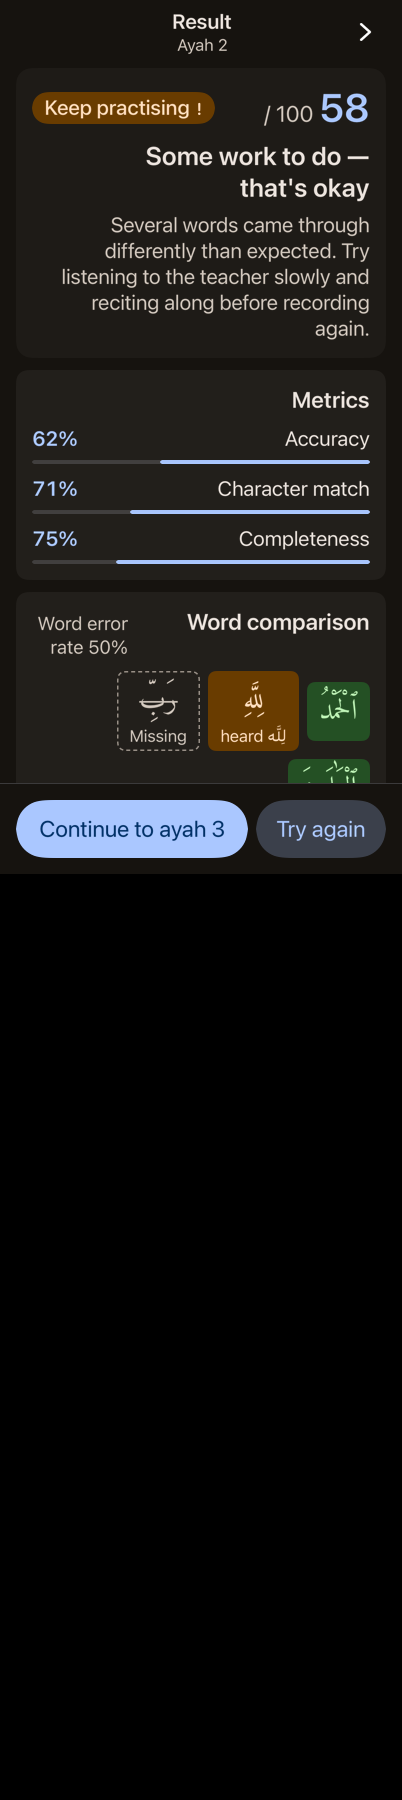 Result
Ayah 2
Keep practising !
/ 100 58
Some work to do —
that's okay
Several words came through
differently than expected. Try
listening to the teacher slowly and
reciting along before recording
again.
Metrics
62% Accuracy
71% Character match
75% Completeness
Word comparison
Word error
rate 50%
ٱلْحَمْدُ
لِلَّهِ
heard لِلَّه
رَبِّ
Missing
Continue to ayah 3
Try again